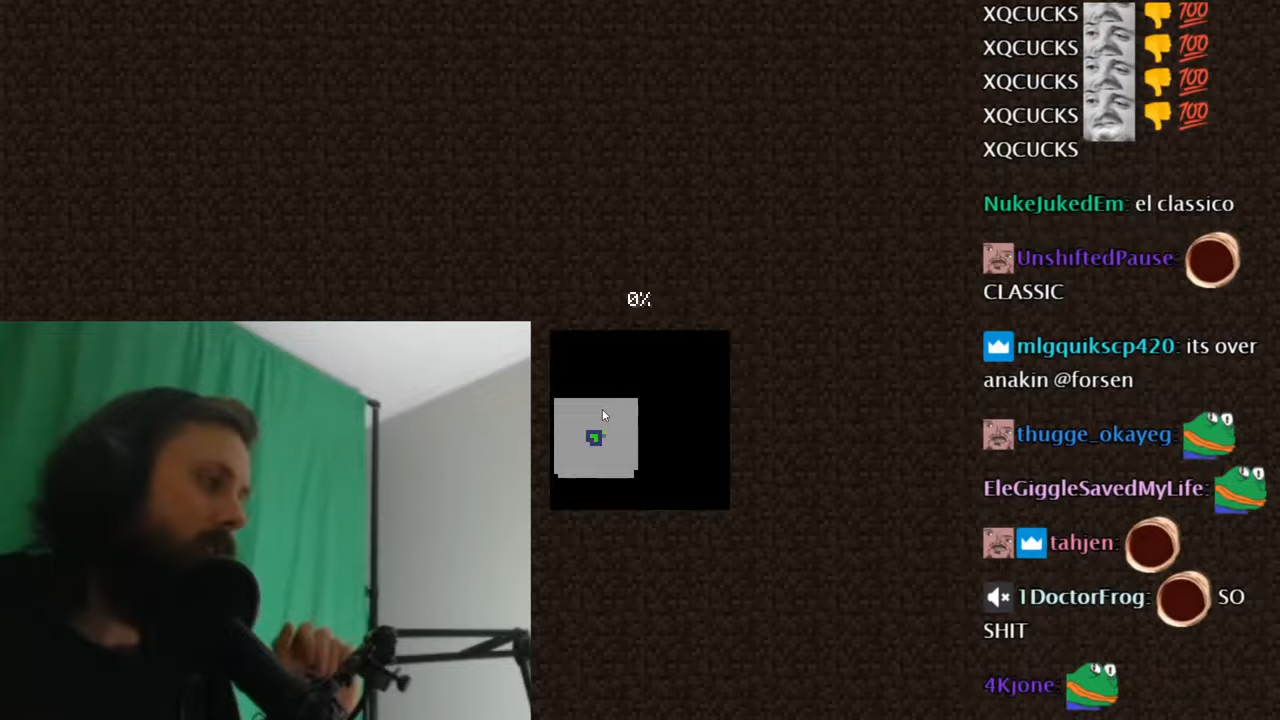 XQCUCKS 👎 💯
XQCUCKS 👎 💯
XQCUCKS 👎 💯
XQCUCKS 👎 💯
XQCUCKS
NukeJukedEm: el classico
UnshiftedPause:
CLASSIC
mlgquikscp420: its over
anakin @forsen
thugge_okayeg:
EleGiggleSavedMyLife:
tahjen:
1DoctorFrog: SO
SHIT
4Kjone:
0%